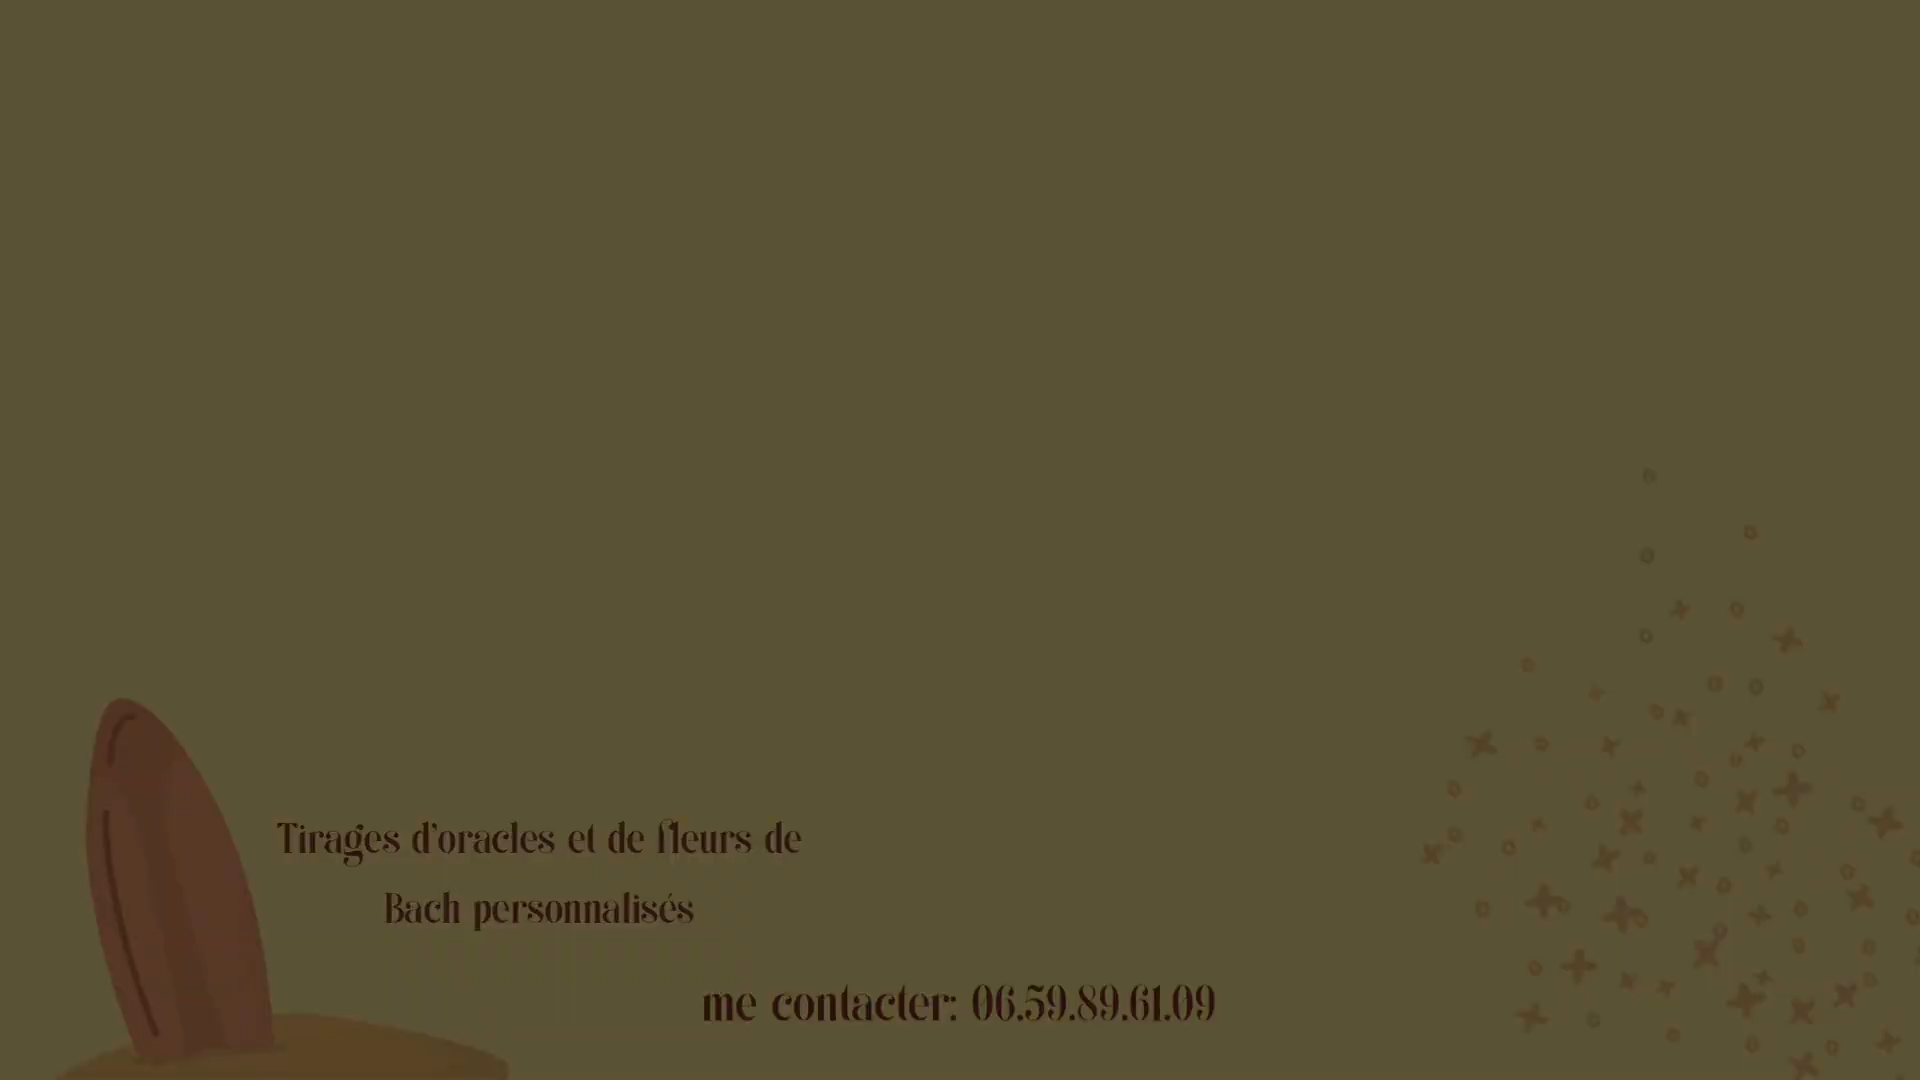 Tirages d'oracles et de fleurs de
Bach personnalisés
me contacter: 06.59.89.61.09